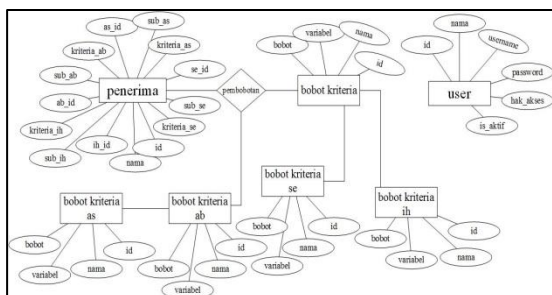 as_id
sub_as
kriteria_ab
kriteria_as
sub_ab
se_id
penerima
ab_id
sub_se
kriteria_ih
kriteria_se
sub_ih
ih_id
id
nama
pembobotan
bobot
variabel
nama
id
bobot kriteria
id
nama
username
password
user
hak_akses
is_aktif
bobot kriteria
as
bobot
variabel
nama
id
bobot kriteria
ab
bobot
variabel
nama
id
bobot kriteria
se
bobot
variabel
nama
id
bobot kriteria
ih
bobot
variabel
nama
id